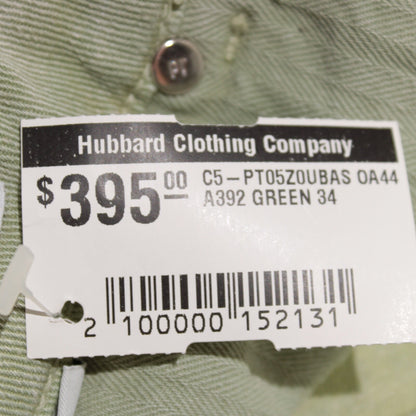 Hubbard Clothing Company
$395.00 C5-PT05Z0UBAS OA44
A392 GREEN 34
2 100000 152131